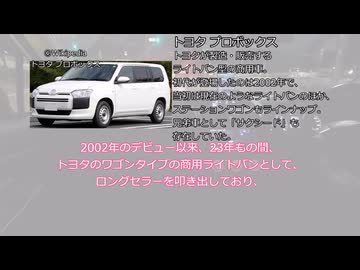 ©Wikipedia
トヨタ プロボックス
トヨタ プロボックス
トヨタが製造・販売する
ライトバン型の商用車。
初代が登場したのは2002年で、
当初は現在のようなライトバンのほか、
ステーションワゴンもラインナップ。
兄弟車として「サクシード」も
存在していた。
2002年のデビュー以来、23年もの間、
トヨタのワゴンタイプの商用ライトバンとして、
ロングセラーを叩き出しており、